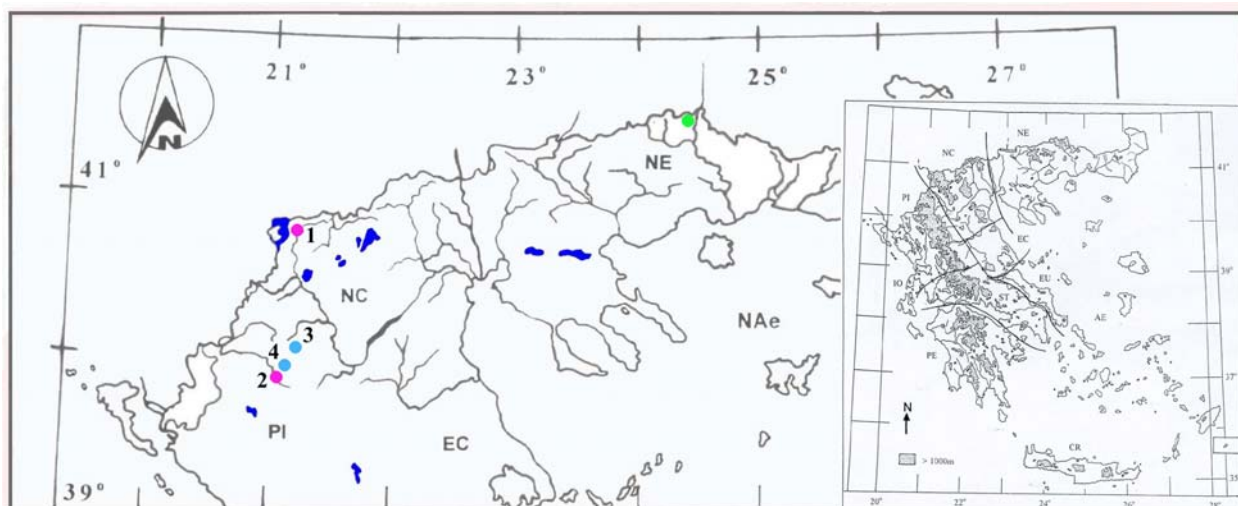 21° 23° 25° 27°
41°
NE
1
NC
NAe
3
4
2
PI
EC
39°
N
NE
NC
41°
PI
EC
39°
EU
IO
ST
AE
PE
37°
N
CR
> 1000m
35°
20° 22° 24° 26° 28°